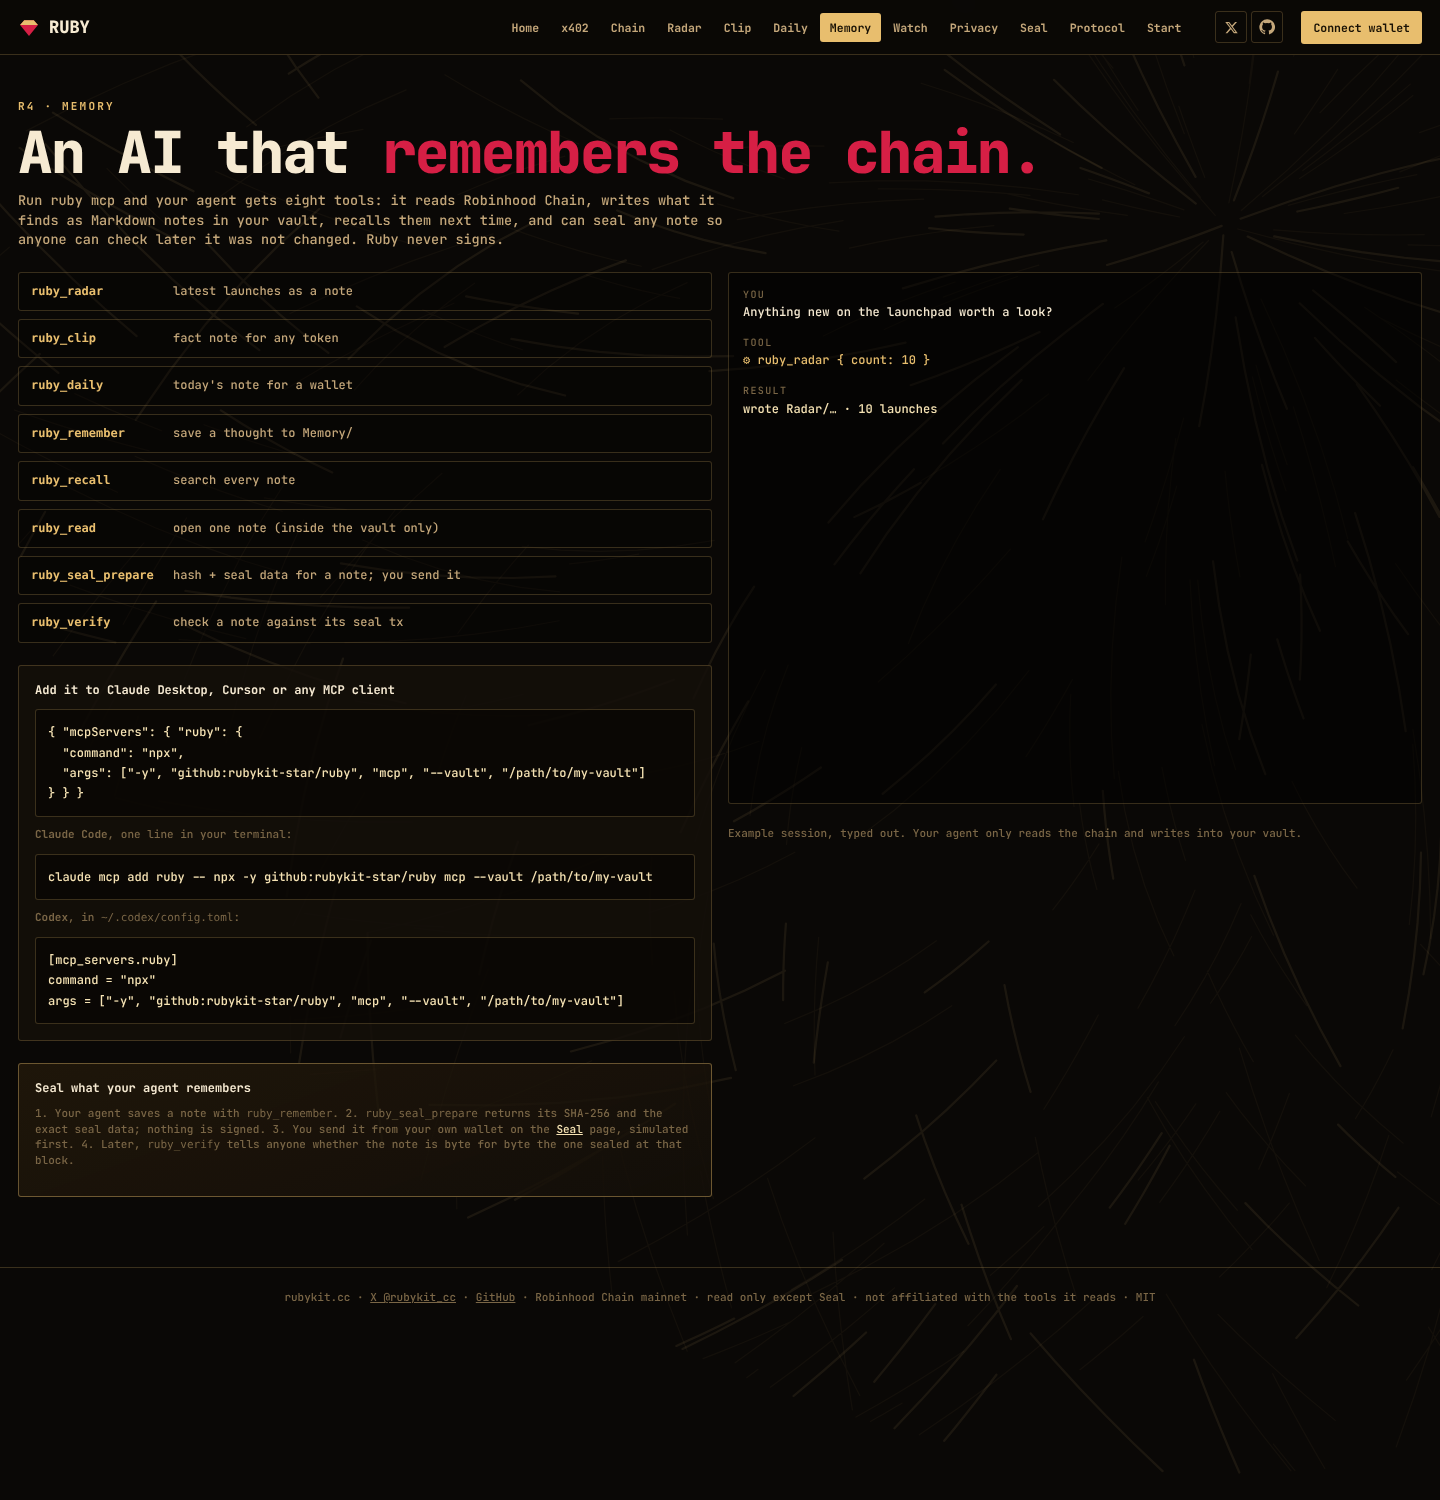 RUBY
Home x402 Chain Radar Clip Daily Memory Watch Privacy Seal Protocol Start Connect wallet
R4 · MEMORY
An AI that remembers the chain.
Run ruby mcp and your agent gets eight tools: it reads Robinhood Chain, writes what it
finds as Markdown notes in your vault, recalls them next time, and can seal any note so
anyone can check later it was not changed. Ruby never signs.
ruby_radar latest launches as a note
ruby_clip fact note for any token
ruby_daily today's note for a wallet
ruby_remember save a thought to Memory/
ruby_recall search every note
ruby_read open one note (inside the vault only)
ruby_seal_prepare hash + seal data for a note; you send it
ruby_verify check a note against its seal tx
Add it to Claude Desktop, Cursor or any MCP client
{ "mcpServers": { "ruby": {
"command": "npx",
"args": ["-y", "github:rubykit-star/ruby", "mcp", "--vault", "/path/to/my-vault"]
} } }
Claude Code, one line in your terminal:
claude mcp add ruby -- npx -y github:rubykit-star/ruby mcp --vault /path/to/my-vault
Codex, in ~/.codex/config.toml:
[mcp_servers.ruby]
command = "npx"
args = ["-y", "github:rubykit-star/ruby", "mcp", "--vault", "/path/to/my-vault"]
Seal what your agent remembers
1. Your agent saves a note with ruby_remember. 2. ruby_seal_prepare returns its SHA-256 and the
exact seal data; nothing is signed. 3. You send it from your own wallet on the Seal page, simulated
first. 4. Later, ruby_verify tells anyone whether the note is byte for byte the one sealed at that
block.
YOU
Anything new on the launchpad worth a look?
TOOL
⚙ ruby_radar { count: 10 }
RESULT
wrote Radar/… · 10 launches
Example session, typed out. Your agent only reads the chain and writes into your vault.
rubykit.cc · X @rubykit_cc · GitHub · Robinhood Chain mainnet · read only except Seal · not affiliated with the tools it reads · MIT